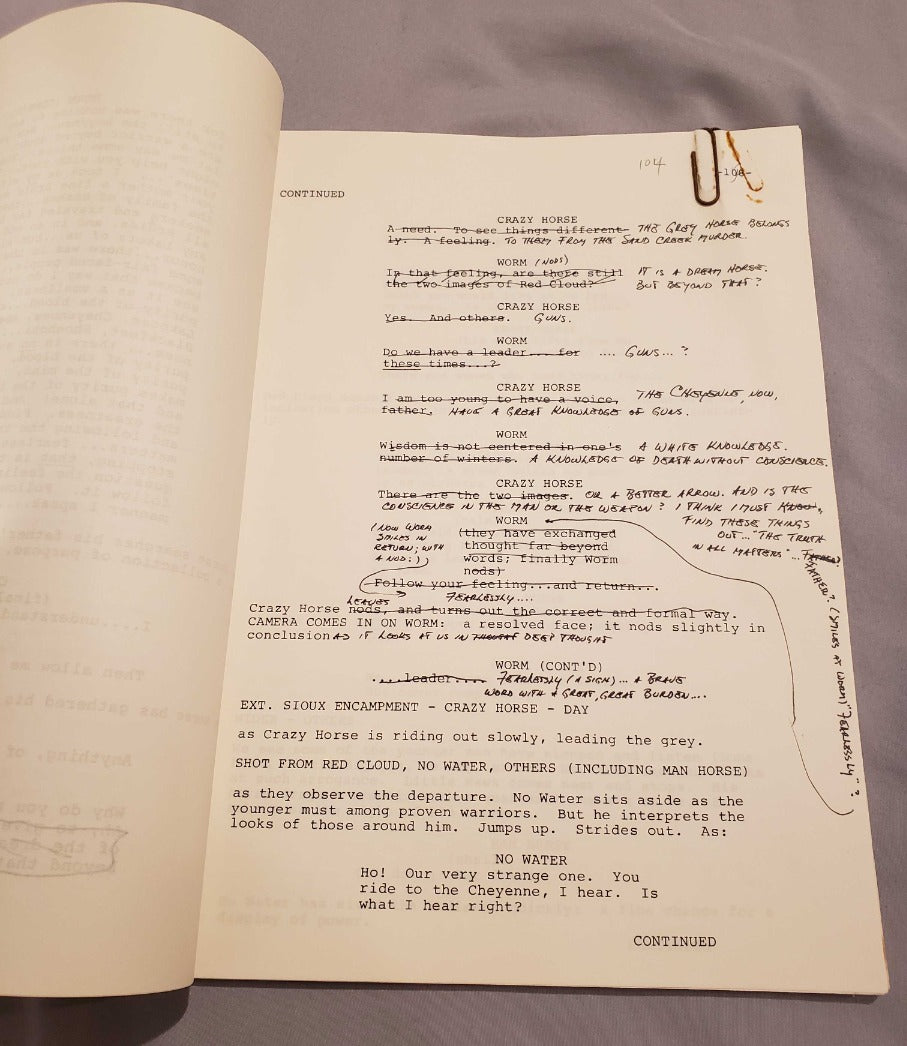 104
CONTINUED
CRAZY HORSE
A need. To see things different- THE GREY HORSE BELONGS
ly. A feeling. TO THEM FROM THE SAND CREEK MURDER.
WORM (NODS)
In that feeling, are there still IT IS A DREAM HORSE.
the two images of Red Cloud? BUT BEYOND THAT?
CRAZY HORSE
Yes. And others. GUNS.
WORM
Do we have a leader.... for .... GUNS...?
these times...?
CRAZY HORSE
I am too young to have a voice, THE CHEYENNE, NOW,
father. HAVE A GREAT KNOWLEDGE OF GUNS.
WORM
Wisdom is not centered in one's A WHITE KNOWLEDGE.
number of winters. A KNOWLEDGE OF DEATH WITHOUT CONSCIENCE.
CRAZY HORSE
There are the two images. OR A BETTER ARROW. AND IS THE
CONSCIENCE IN THE MAN OR THE WEAPON? I THINK I MUST KNOW,
FIND THESE THINGS
OUT... "THE TRUTH
IN ALL MATTERS"... FATHER?
FATHER? (SMILES AT WORM) "FEARLESSLY"?)
WORM
(NOW WORM
SMILES IN
RETURN; WITH
A NOD:)
(they have exchanged
thought far beyond
words; finally Worm
nods)
Follow your feeling...and return...
FEARLESSLY....
LEAVES
Crazy Horse nods, and turns out the correct and formal way.
CAMERA COMES IN ON WORM: a resolved face; it nods slightly in
conclusion AS IT LOOKS AT US IN THOUGHT DEEP THOUGHT
WORM (CONT'D)
....leader.... FEARLESSLY (A SIGN)... A BRAVE
WORD WITH A GREAT, GREAT BURDEN...
EXT. SIOUX ENCAMPMENT - CRAZY HORSE - DAY
as Crazy Horse is riding out slowly, leading the grey.
SHOT FROM RED CLOUD, NO WATER, OTHERS (INCLUDING MAN HORSE)
as they observe the departure. No Water sits aside as the
younger must among proven warriors. But he interprets the
looks of those around him. Jumps up. Strides out. As:
NO WATER
Ho! Our very strange one. You
ride to the Cheyenne, I hear. Is
what I hear right?
CONTINUED